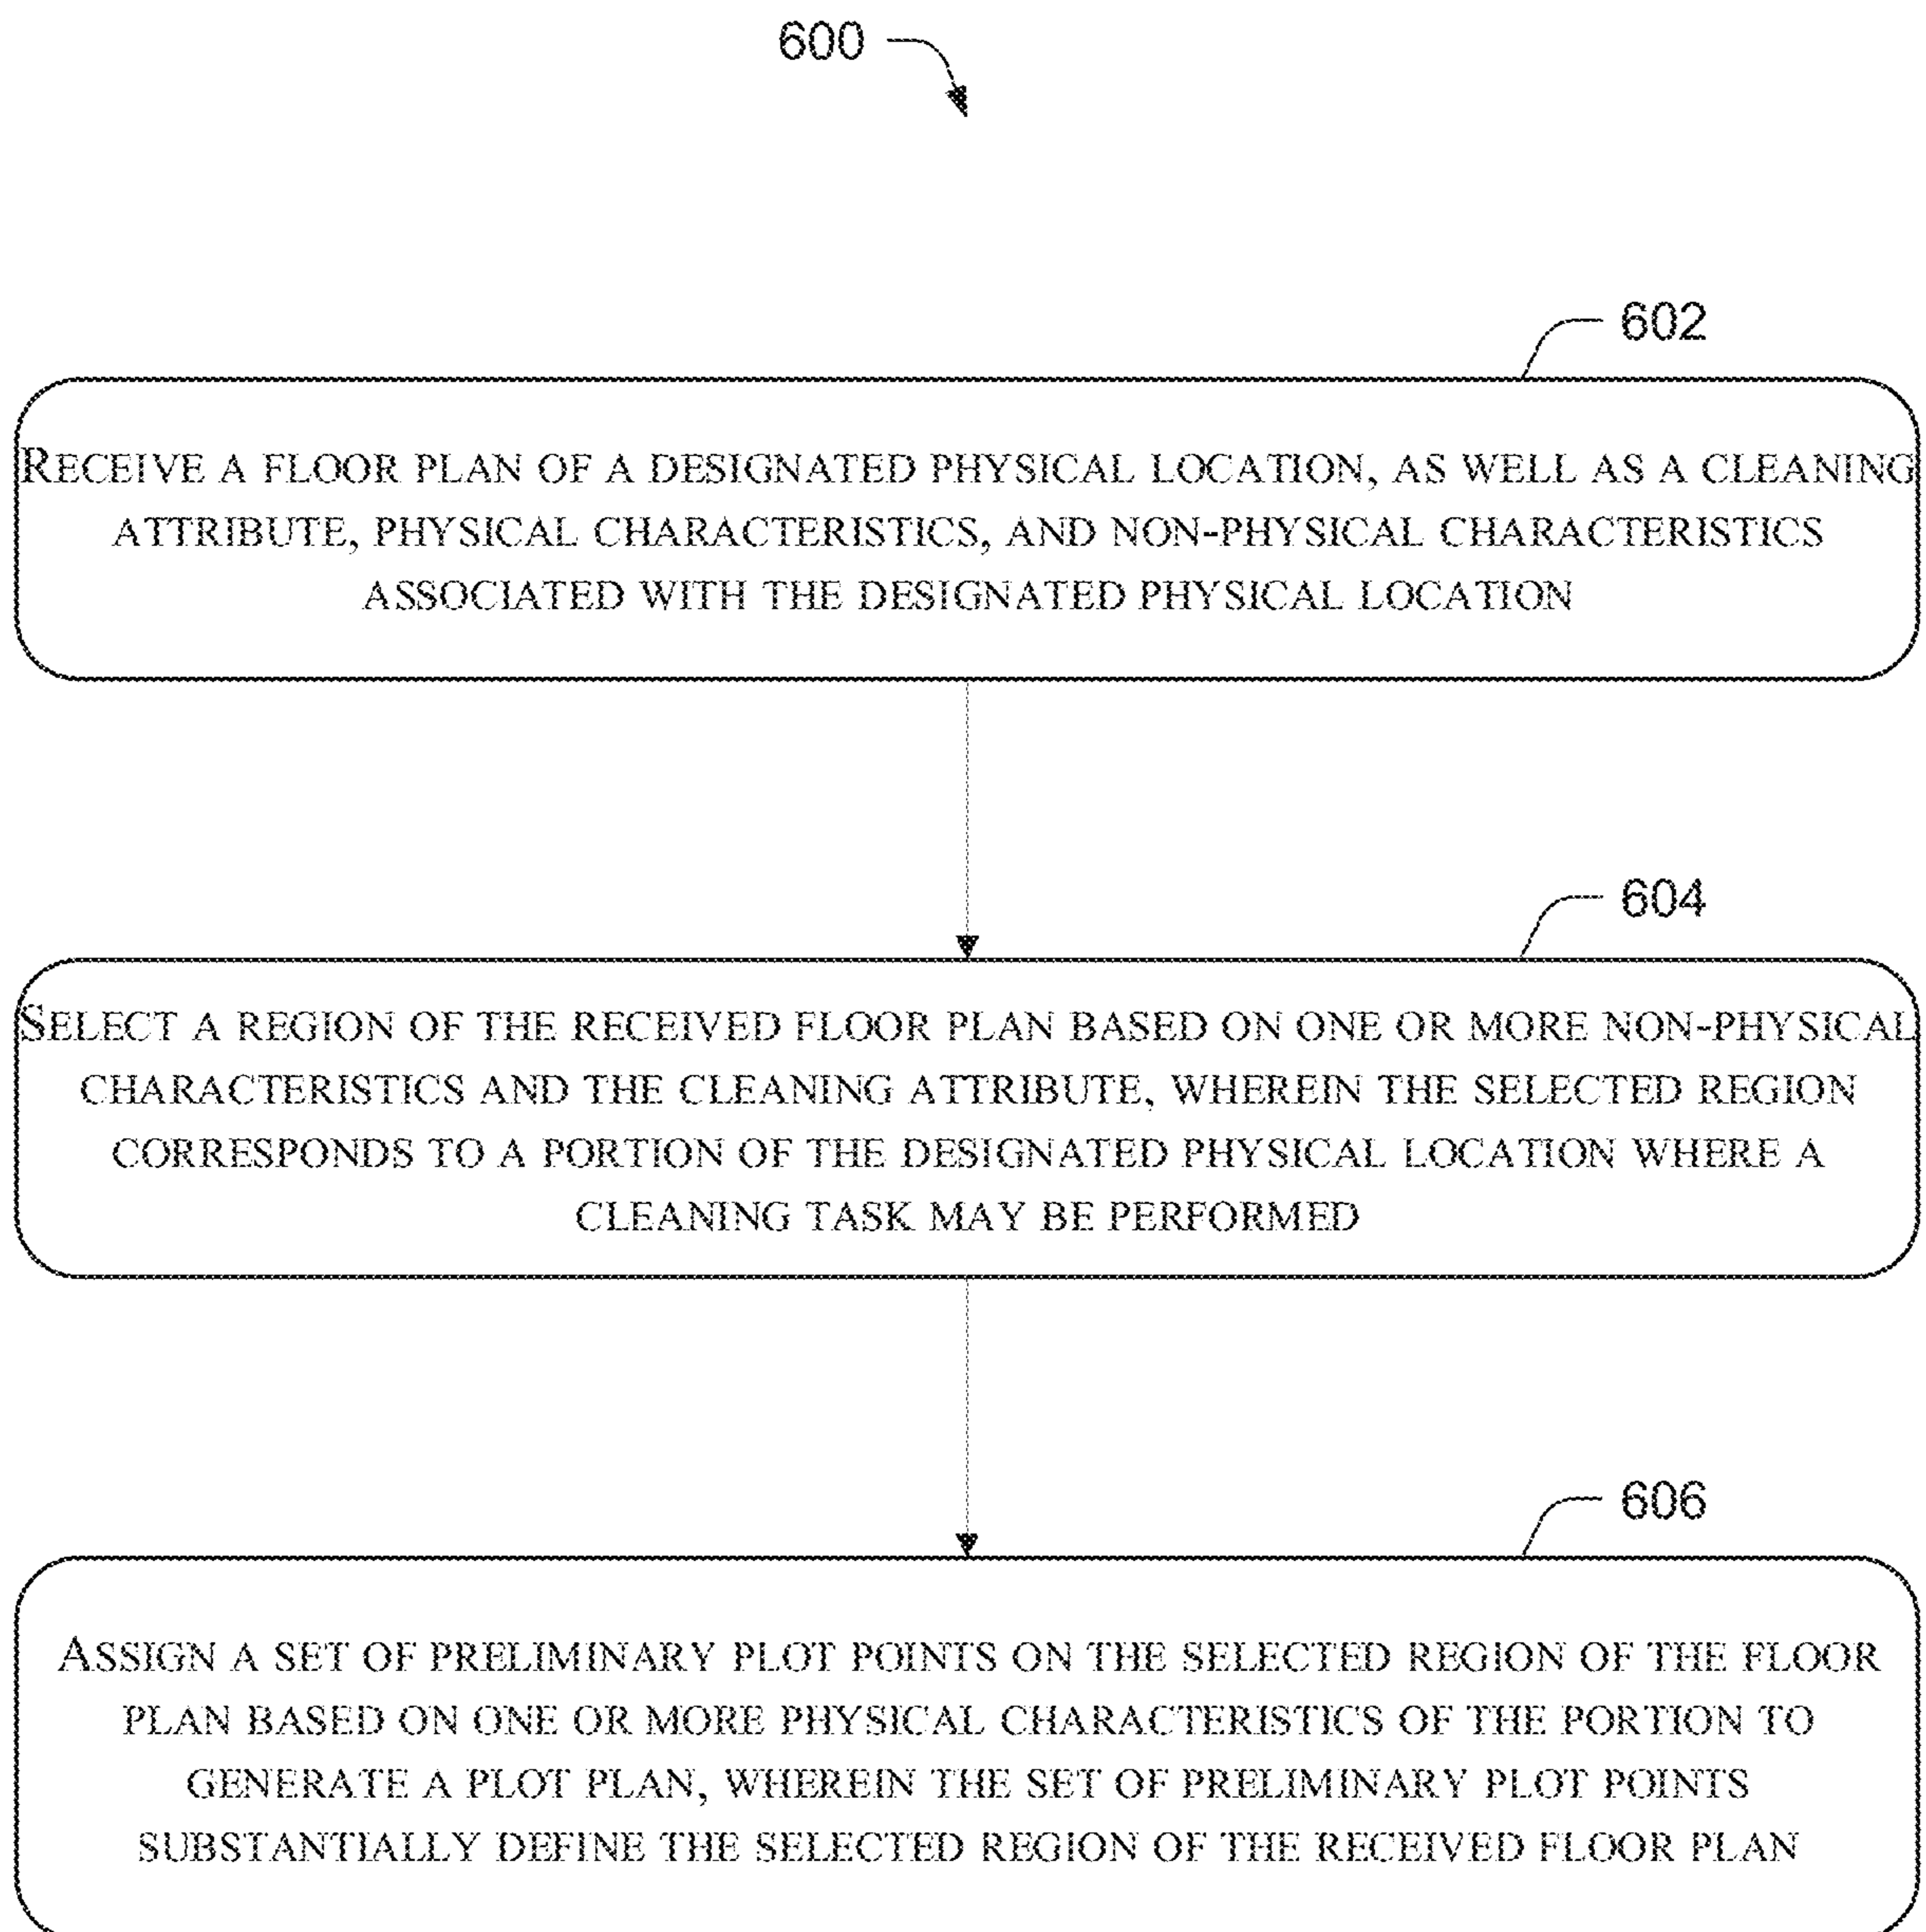 600
602
RECEIVE A FLOOR PLAN OF A DESIGNATED PHYSICAL LOCATION, AS WELL AS A CLEANING
ATTRIBUTE, PHYSICAL CHARACTERISTICS, AND NON-PHYSICAL CHARACTERISTICS
ASSOCIATED WITH THE DESIGNATED PHYSICAL LOCATION
604
SELECT A REGION OF THE RECEIVED FLOOR PLAN BASED ON ONE OR MORE NON-PHYSICAL
CHARACTERISTICS AND THE CLEANING ATTRIBUTE, WHEREIN THE SELECTED REGION
CORRESPONDS TO A PORTION OF THE DESIGNATED PHYSICAL LOCATION WHERE A
CLEANING TASK MAY BE PERFORMED
606
ASSIGN A SET OF PRELIMINARY PLOT POINTS ON THE SELECTED REGION OF THE FLOOR
PLAN BASED ON ONE OR MORE PHYSICAL CHARACTERISTICS OF THE PORTION TO
GENERATE A PLOT PLAN, WHEREIN THE SET OF PRELIMINARY PLOT POINTS
SUBSTANTIALLY DEFINE THE SELECTED REGION OF THE RECEIVED FLOOR PLAN